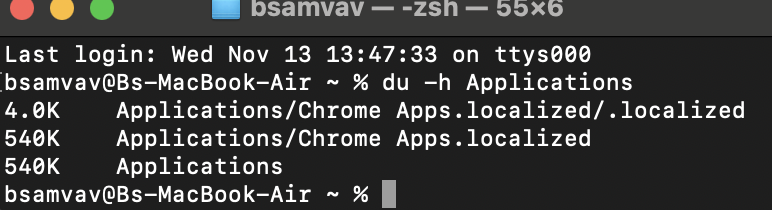 bsamvav — -zsh — 55×6
Last login: Wed Nov 13 13:47:33 on ttys000
bsamvav@Bs-MacBook-Air ~ % du -h Applications
4.0K    Applications/Chrome Apps.localized/.localized
540K    Applications/Chrome Apps.localized
540K    Applications
bsamvav@Bs-MacBook-Air ~ %